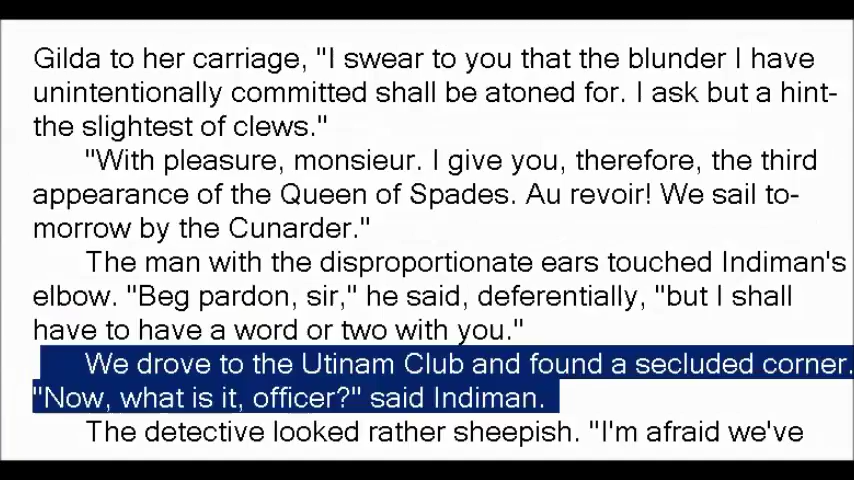 Gilda to her carriage, "I swear to you that the blunder I have
unintentionally committed shall be atoned for. I ask but a hint-
the slightest of clews."
"With pleasure, monsieur. I give you, therefore, the third
appearance of the Queen of Spades. Au revoir! We sail to-
morrow by the Cunarder."
The man with the disproportionate ears touched Indiman's
elbow. "Beg pardon, sir," he said, deferentially, "but I shall
have to have a word or two with you."
We drove to the Utinam Club and found a secluded corner.
"Now, what is it, officer?" said Indiman.
The detective looked rather sheepish. "I'm afraid we've